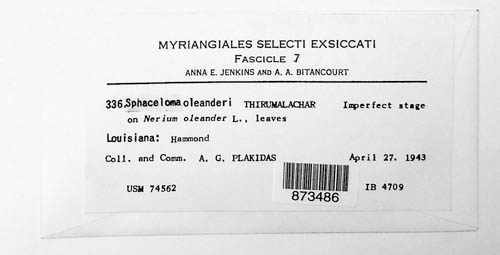 MYRIANGIALES SELECTI EXSICCATI
FASCICLE 7
ANNA E. JENKINS AND A. A. BITANCOURT
336. Sphaceloma oleanderi THIRUMALACHAR Imperfect stage
on Nerium oleander L., leaves
Louisiana: Hammond
Coll. and Comm. A. G. PLAKIDAS April 27. 1943
USM 74562 IB 4709
873486